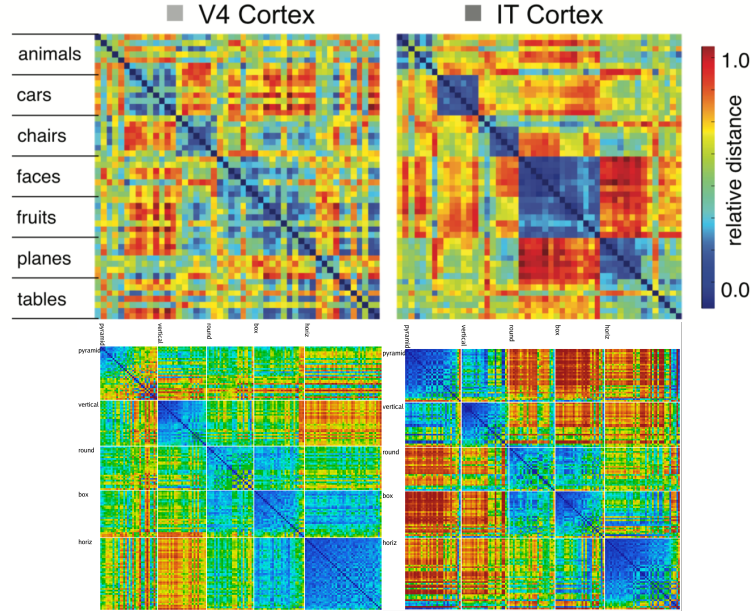 V4 Cortex
IT Cortex
animals
cars
chairs
faces
fruits
planes
tables
1.0
relative distance
0.0
pyramid
vertical
round
box
horiz
pyramid
vertical
round
box
horiz
pyramid
vertical
round
box
horiz
pyramid
vertical
round
box
horiz